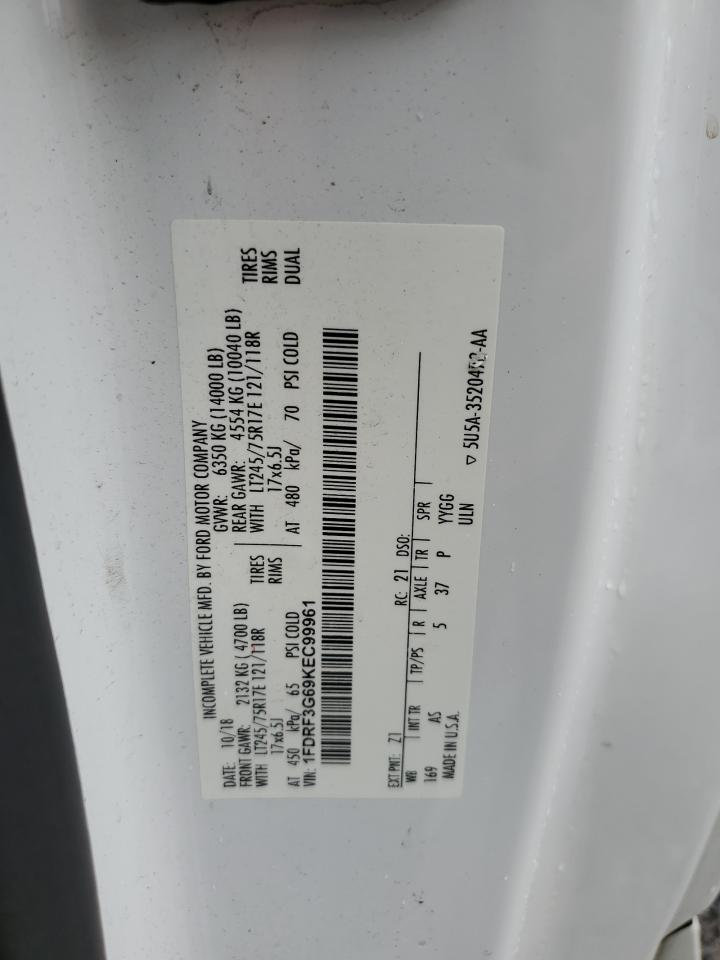 INCOMPLETE VEHICLE MFD. BY FORD MOTOR COMPANY
DATE: 10/18 GVWR: 6350 KG (14000 LB)
FRONT GAWR: 2132 KG ( 4700 LB) REAR GAWR: 4554 KG (10040 LB)
WITH LT245/75R17E 121/118R TIRES WITH LT245/75R17E 121/118R TIRES
17x6.5J RIMS 17x6.5J RIMS
AT 450 kPa/ 65 PSI COLD AT 480 kPa/ 70 PSI COLD DUAL
VIN: 1FDRF3G69KEC99961
EXT PNT: Z1 RC: 21 DSO:
WB INT TR TP/PS R AXLE TR SPR
169 AS 5 37 P YYGG
MADE IN U.S.A. ULN
▽ 5U5A-3520472-AA